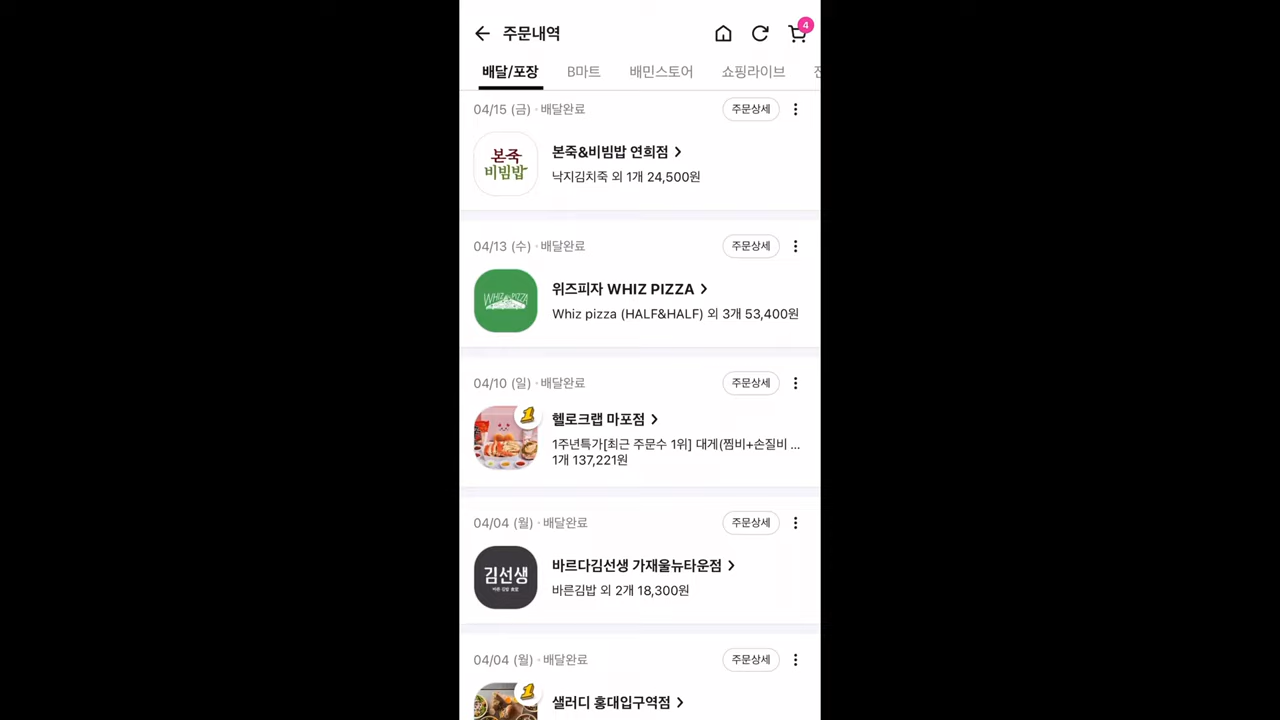 주문내역
4
배달/포장 B마트 배민스토어 쇼핑라이브
04/15 (금) · 배달완료 주문상세
본죽
비빔밥
본죽&비빔밥 연희점
낙지김치죽 외 1개 24,500원
04/13 (수) · 배달완료 주문상세
WHIZ PIZZA
위즈피자 WHIZ PIZZA
Whiz pizza (HALF&HALF) 외 3개 53,400원
04/10 (일) · 배달완료 주문상세
1
헬로크랩 마포점
1주년특가[최근 주문수 1위] 대게(찜비+손질비 ...
1개 137,221원
04/04 (월) · 배달완료 주문상세
김선생
바르다김선생 가재울뉴타운점
바른김밥 외 2개 18,300원
04/04 (월) · 배달완료 주문상세
1
샐러디 홍대입구역점